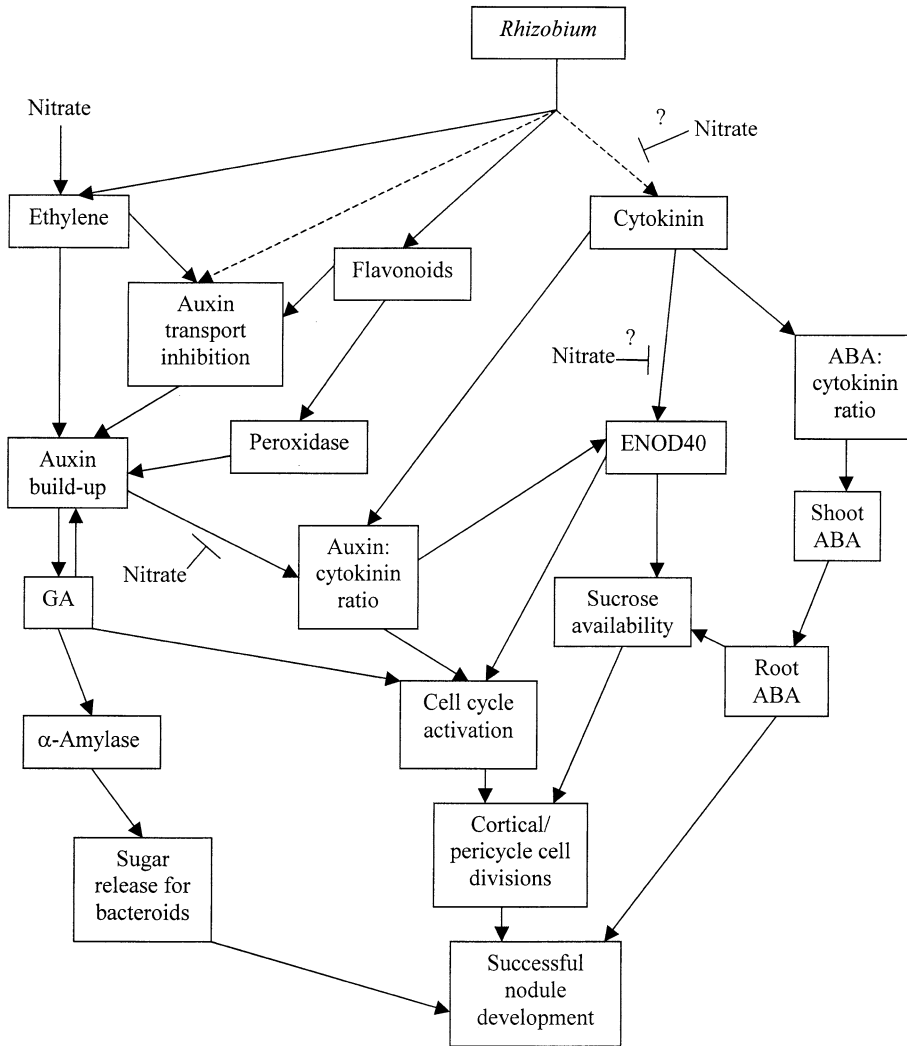 Rhizobium
Nitrate
?
Nitrate
Ethylene
Cytokinin
Flavonoids
Auxin
transport
inhibition
?
Nitrate
ABA:
cytokinin
ratio
Peroxidase
ENOD40
Auxin
build-up
Shoot
ABA
Nitrate
Auxin:
cytokinin
ratio
GA
Sucrose
availability
Root
ABA
Cell cycle
activation
α-Amylase
Cortical/
pericycle cell
divisions
Sugar
release for
bacteroids
Successful
nodule
development